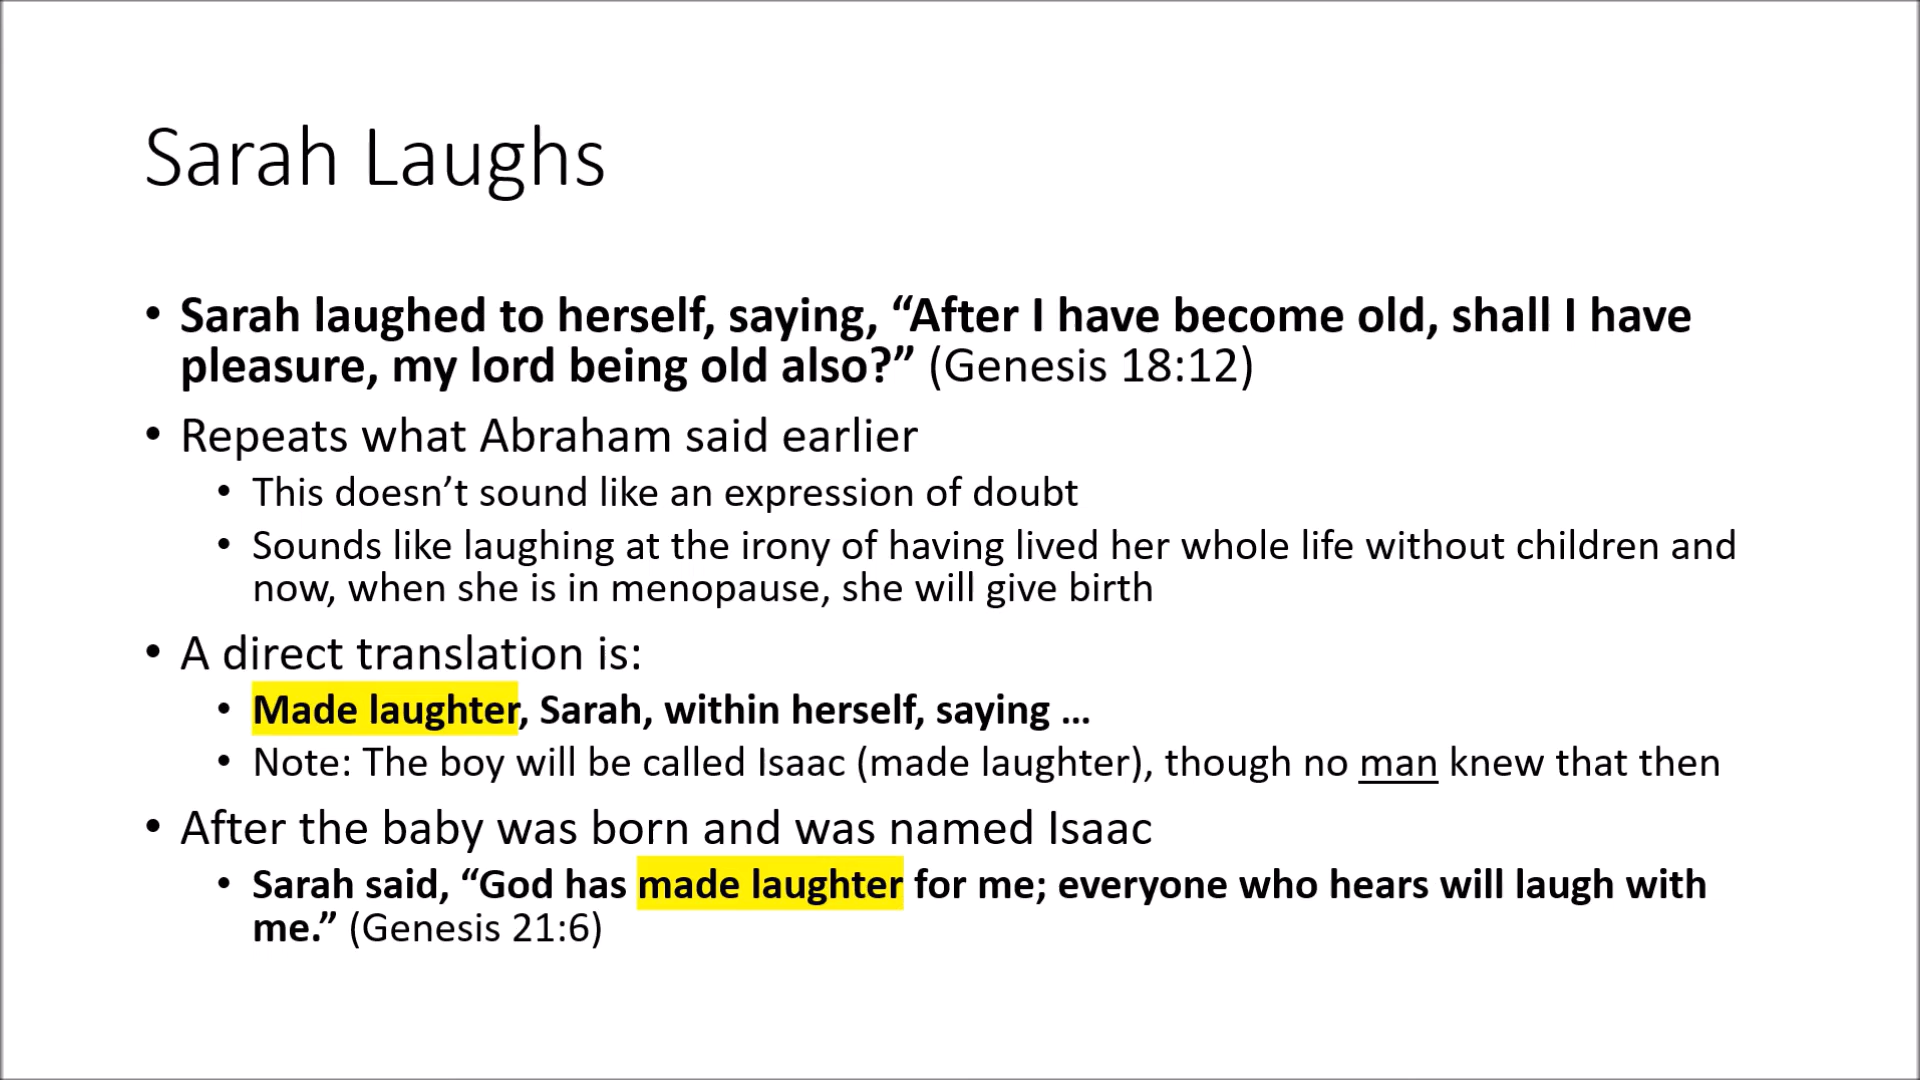 Sarah Laughs
• Sarah laughed to herself, saying, “After I have become old, shall I have
pleasure, my lord being old also?” (Genesis 18:12)
• Repeats what Abraham said earlier
• This doesn’t sound like an expression of doubt
• Sounds like laughing at the irony of having lived her whole life without children and
now, when she is in menopause, she will give birth
• A direct translation is:
• Made laughter, Sarah, within herself, saying …
• Note: The boy will be called Isaac (made laughter), though no man knew that then
• After the baby was born and was named Isaac
• Sarah said, “God has made laughter for me; everyone who hears will laugh with
me.” (Genesis 21:6)